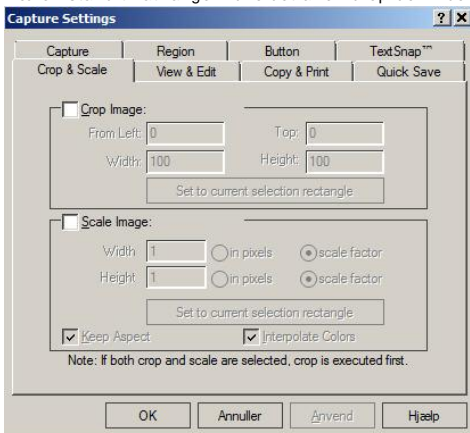 Capture Settings
Capture Region Button TextSnap™
Crop & Scale View & Edit Copy & Print Quick Save
Crop Image:
From Left: 0 Top: 0
Width: 100 Height: 100
Set to current selection rectangle
Scale Image:
Width 1 in pixels scale factor
Height 1 in pixels scale factor
Set to current selection rectangle
Keep Aspect Interpolate Colors
Note: If both crop and scale are selected, crop is executed first.
OK Annuller Anvend Hjælp